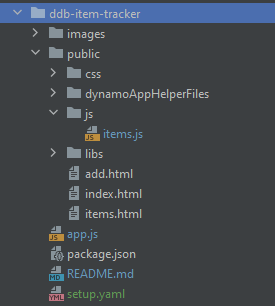 ddb-item-tracker
images
public
css
dynamoAppHelperFiles
js
items.js
libs
add.html
index.html
items.html
app.js
package.json
README.md
setup.yaml